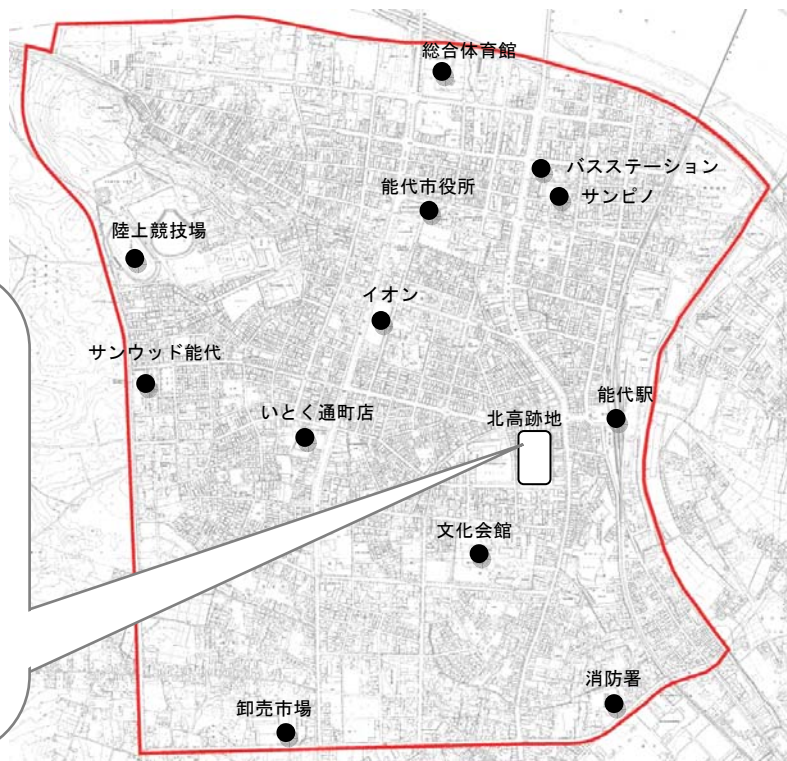 総合体育館
バスステーション
能代市役所
サンピノ
陸上競技場
イオン
サンウッド能代
能代駅
いとく通町店
北高跡地
文化会館
消防署
卸売市場